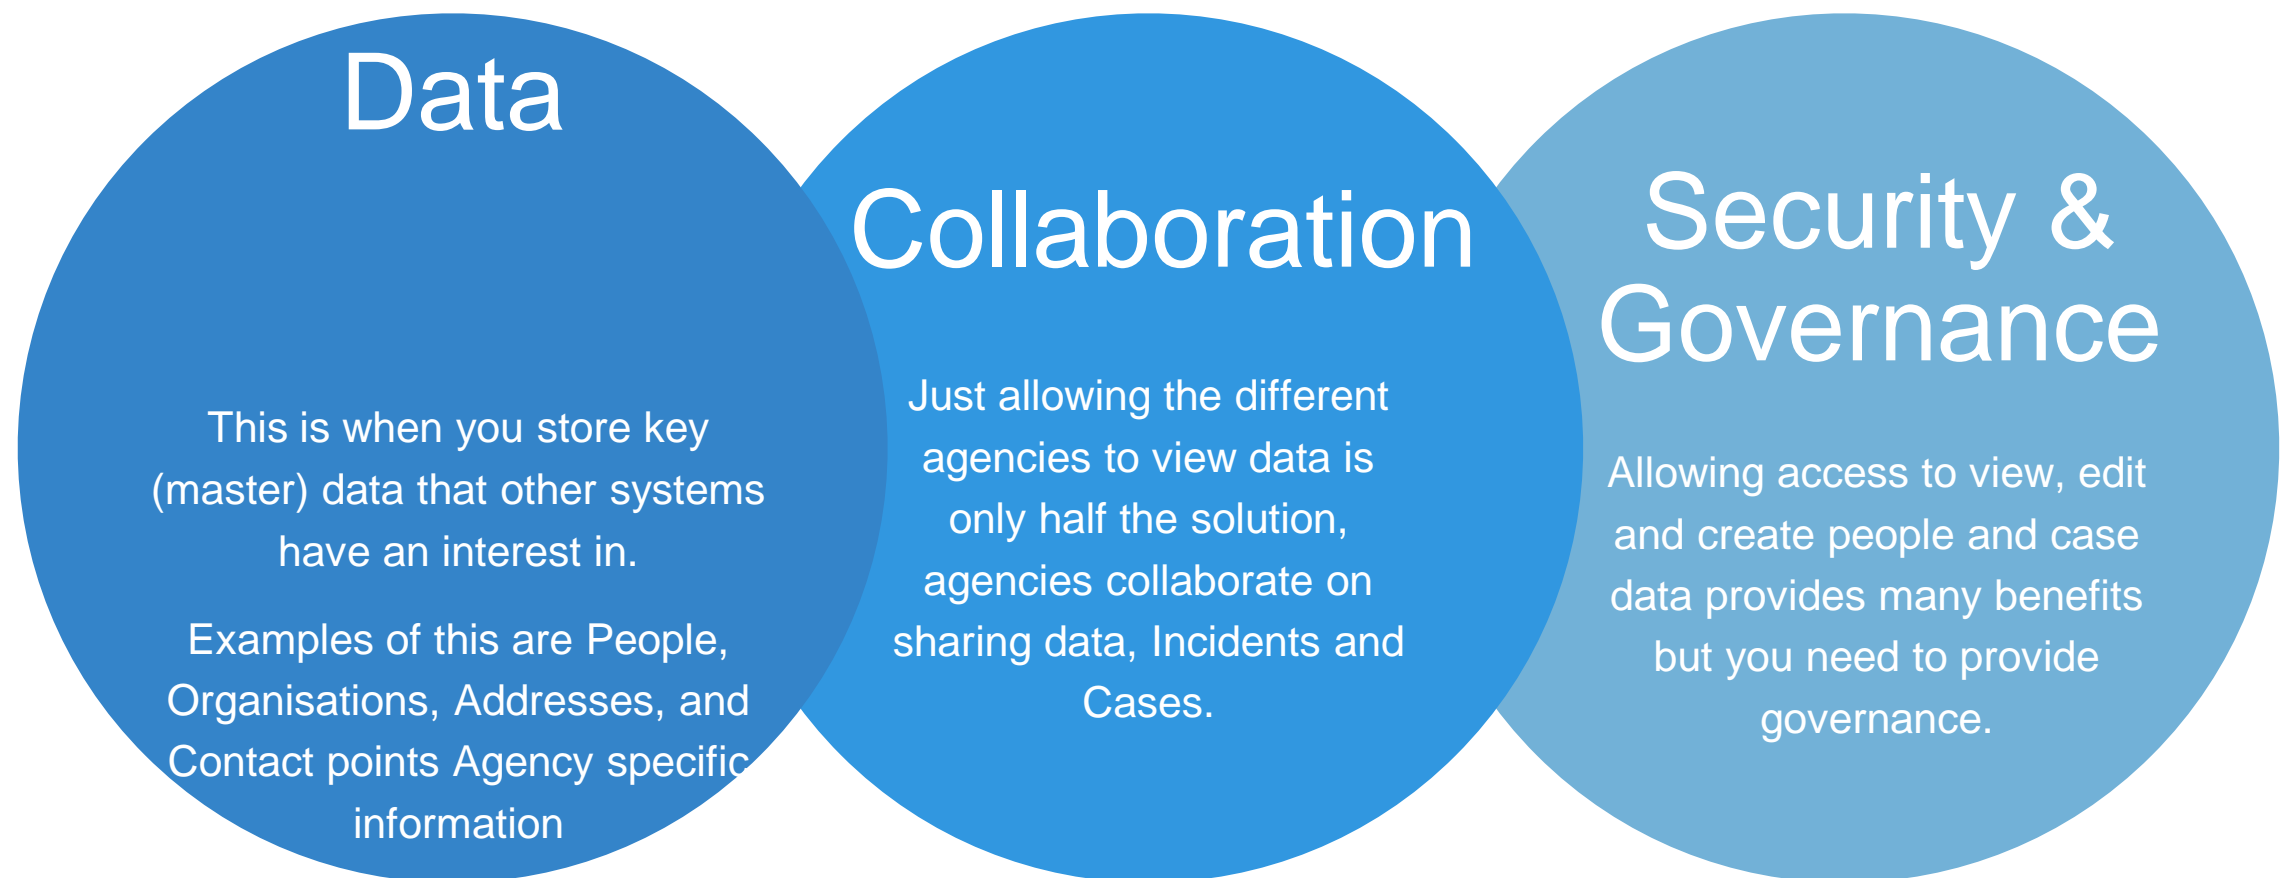 Data
This is when you store key
(master) data that other systems
have an interest in.
Examples of this are People,
Organisations, Addresses, and
Contact points Agency specific
information
Collaboration
Just allowing the different
agencies to view data is
only half the solution,
agencies collaborate on
sharing data, Incidents and
Cases.
Security &
Governance
Allowing access to view, edit
and create people and case
data provides many benefits
but you need to provide
governance.